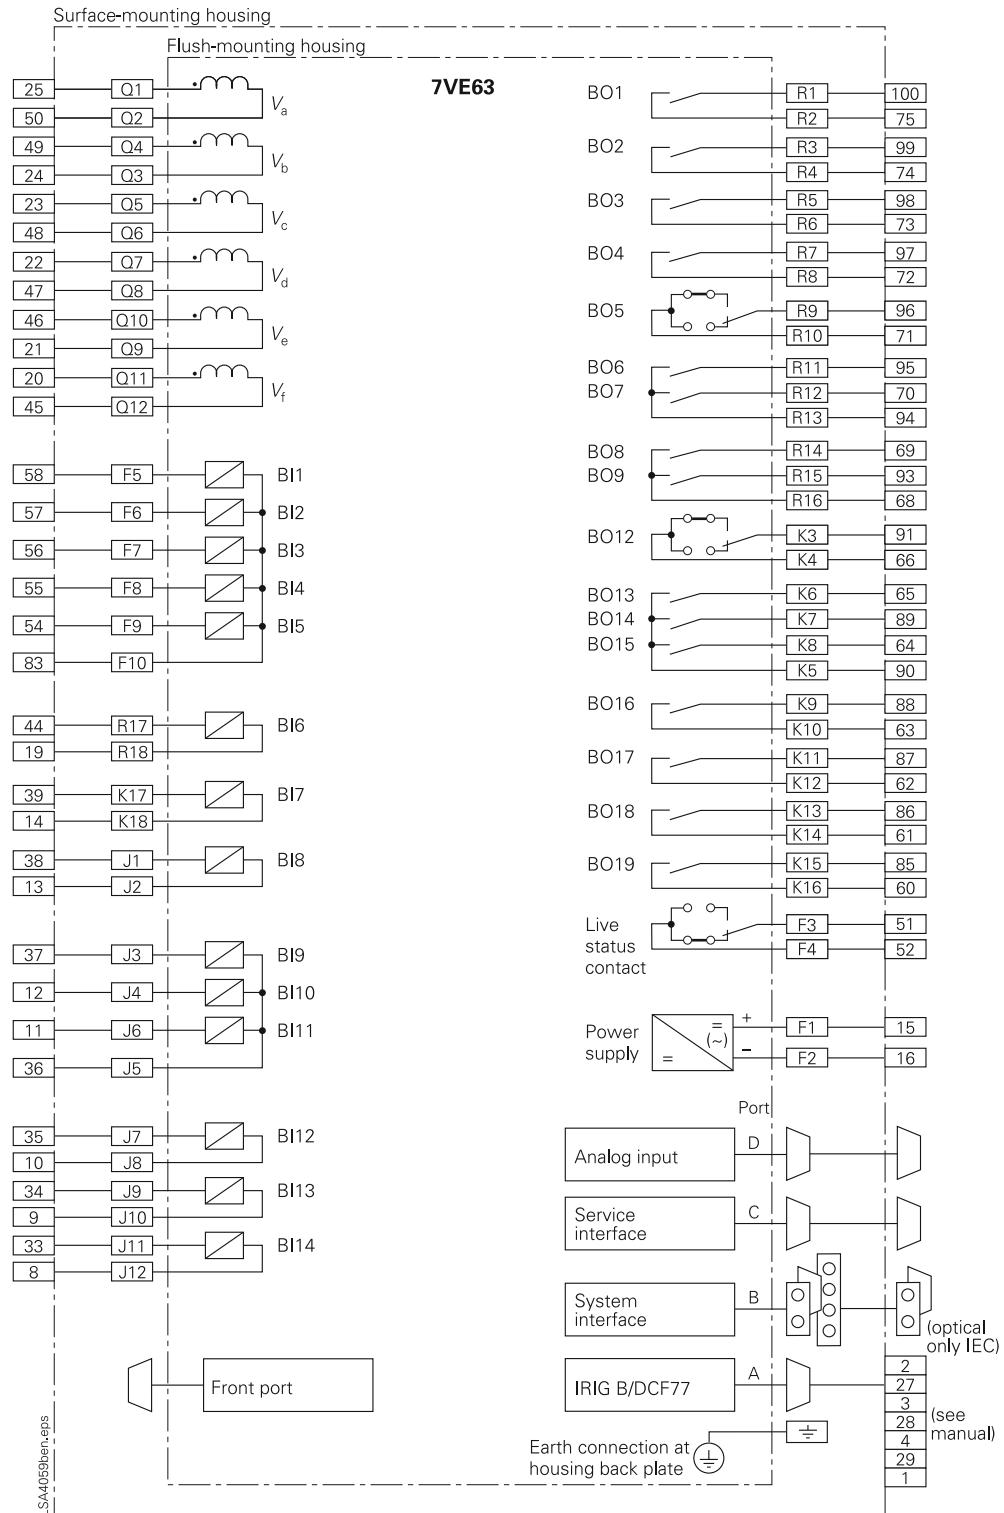 Surface-mounting housing
Flush-mounting housing
7VE63
25 Q1
50 Q2
Va
49 Q4
24 Q3
Vb
23 Q5
48 Q6
Vc
22 Q7
47 Q8
Vd
46 Q10
21 Q9
Ve
20 Q11
45 Q12
Vf
58 F5 BI1
57 F6 BI2
56 F7 BI3
55 F8 BI4
54 F9 BI5
83 F10
44 R17 BI6
19 R18
39 K17 BI7
14 K18
38 J1 BI8
13 J2
37 J3 BI9
12 J4 BI10
11 J6 BI11
36 J5
35 J7 BI12
10 J8
34 J9 BI13
9 J10
33 J11 BI14
8 J12
Front port
BO1 R1 100
R2 75
BO2 R3 99
R4 74
BO3 R5 98
R6 73
BO4 R7 97
R8 72
BO5 R9 96
R10 71
BO6 R11 95
BO7 R12 70
R13 94
BO8 R14 69
BO9 R15 93
R16 68
BO12 K3 91
K4 66
BO13 K6 65
BO14 K7 89
BO15 K8 64
K5 90
BO16 K9 88
K10 63
BO17 K11 87
K12 62
BO18 K13 86
K14 61
BO19 K15 85
K16 60
Live status contact
F3 51
F4 52
Power supply
= (~) =
+ F1 15
− F2 16
Port
Analog input D
Service interface C
System interface B
(optical only IEC)
IRIG B/DCF77 A
2
27
3
28
4
29
1
(see manual)
Earth connection at
housing back plate
LSA4059ben.eps